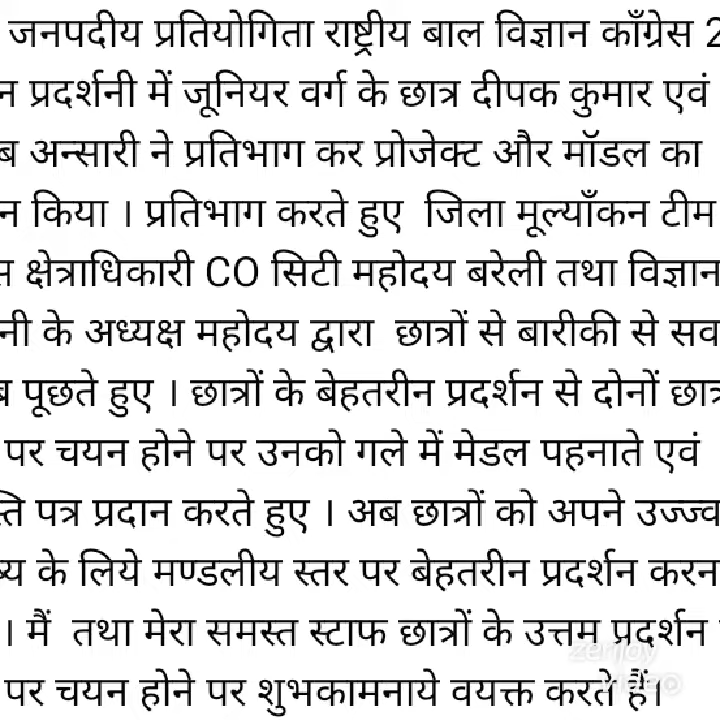 जनपदीय प्रतियोगिता राष्ट्रीय बाल विज्ञान काँग्रेस 2
न प्रदर्शनी में जूनियर वर्ग के छात्र दीपक कुमार एवं
ब अन्सारी ने प्रतिभाग कर प्रोजेक्ट और मॉडल का
न किया । प्रतिभाग करते हुए जिला मूल्याँकन टीम
स क्षेत्राधिकारी CO सिटी महोदय बरेली तथा विज्ञान
नी के अध्यक्ष महोदय द्वारा छात्रों से बारीकी से सव
ब पूछते हुए । छात्रों के बेहतरीन प्रदर्शन से दोनों छात्र
पर चयन होने पर उनको गले में मेडल पहनाते एवं
ति पत्र प्रदान करते हुए । अब छात्रों को अपने उज्ज्व
ष्य के लिये मण्डलीय स्तर पर बेहतरीन प्रदर्शन करन
। मैं तथा मेरा समस्त स्टाफ छात्रों के उत्तम प्रदर्शन
पर चयन होने पर शुभकामनाये वयक्त करते हैं।